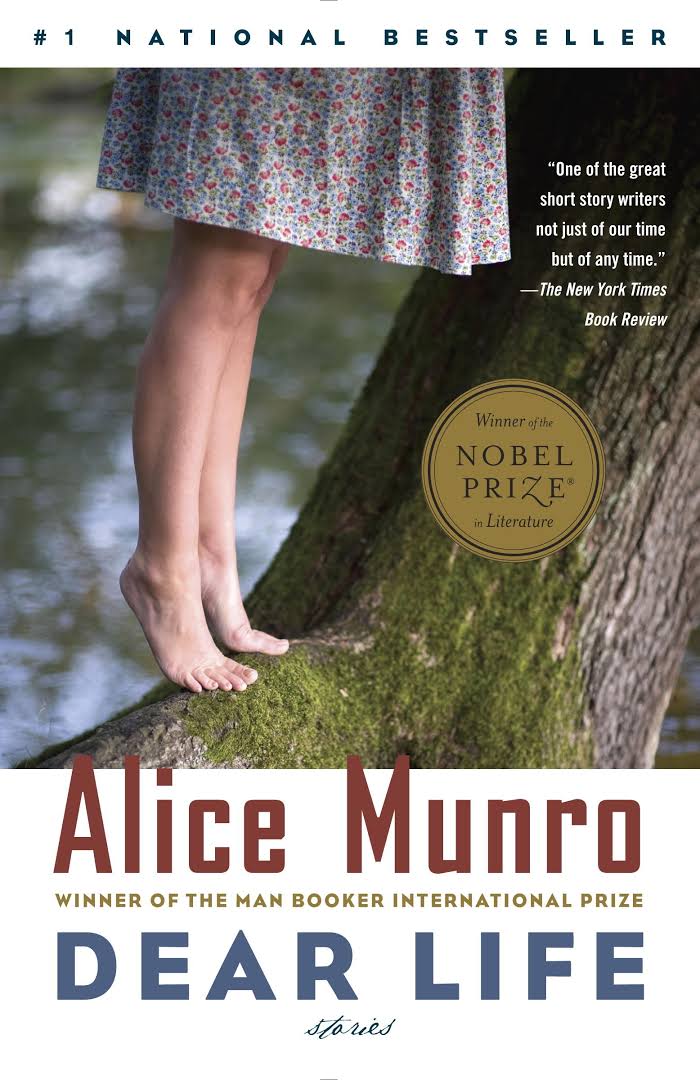 #1 NATIONAL BESTSELLER
“One of the great
short story writers
not just of our time
but of any time.”
—The New York Times
Book Review
Winner of the
NOBEL
PRIZE®
in Literature
Alice Munro
WINNER OF THE MAN BOOKER INTERNATIONAL PRIZE
DEAR LIFE
stories